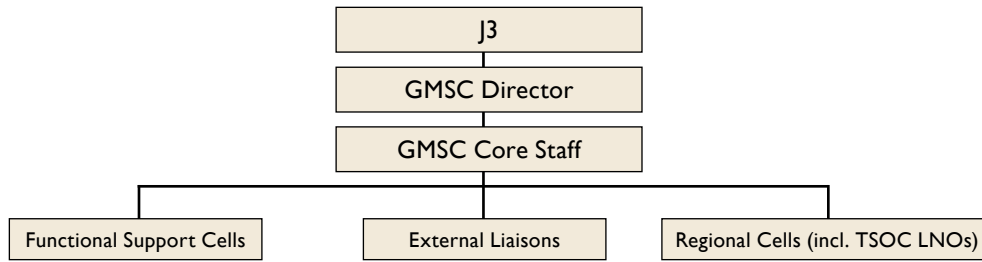 J3
GMSC Director
GMSC Core Staff
Functional Support Cells
External Liaisons
Regional Cells (incl. TSOC LNOs)